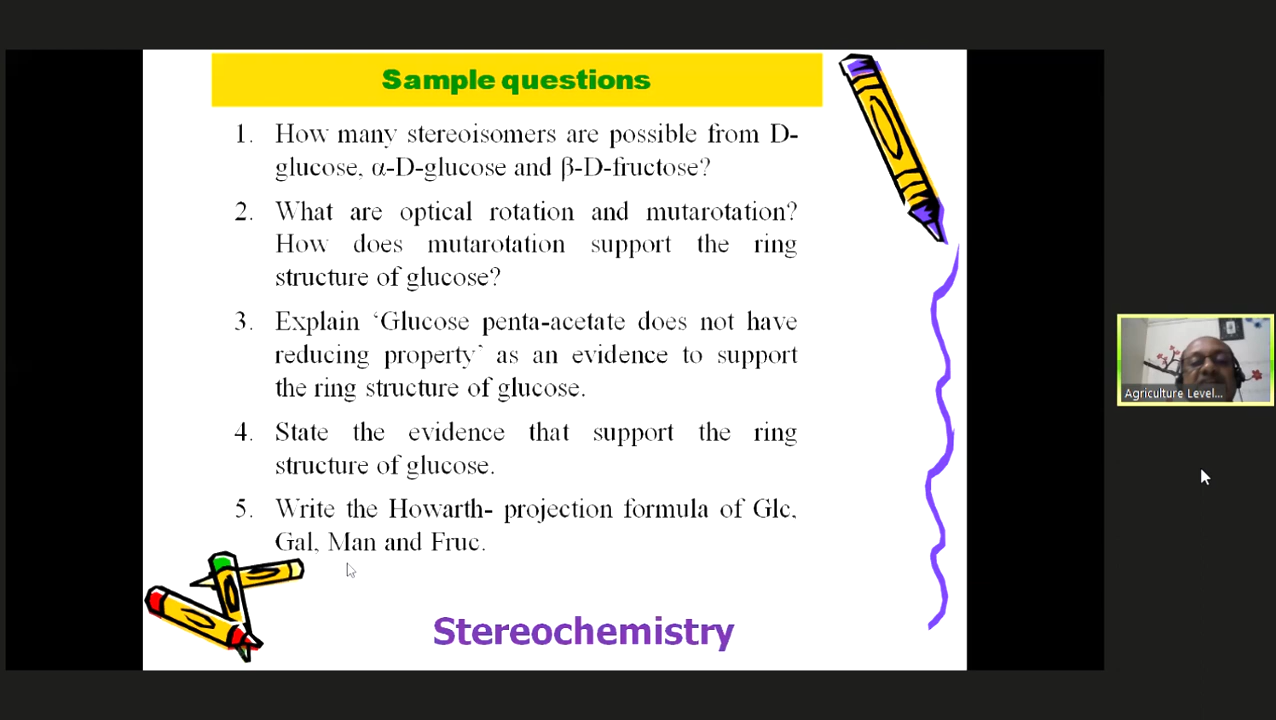 Sample questions
1. How many stereoisomers are possible from D-
glucose, α-D-glucose and β-D-fructose?
2. What are optical rotation and mutarotation?
How does mutarotation support the ring
structure of glucose?
3. Explain ‘Glucose penta-acetate does not have
reducing property` as an evidence to support
the ring structure of glucose.
4. State the evidence that support the ring
structure of glucose.
5. Write the Howarth- projection formula of Glc,
Gal, Man and Fruc.
Stereochemistry
Agriculture Level...